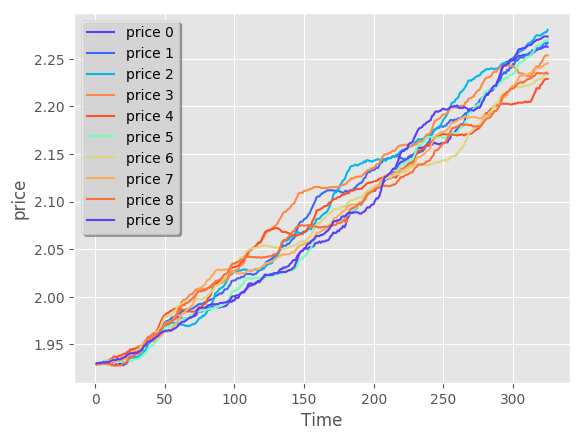 price 0
price 1
price 2
price 3
price 4
price 5
price 6
price 7
price 8
price 9
2.25
2.20
2.15
2.10
2.05
2.00
1.95
price
0 50 100 150 200 250 300
Time